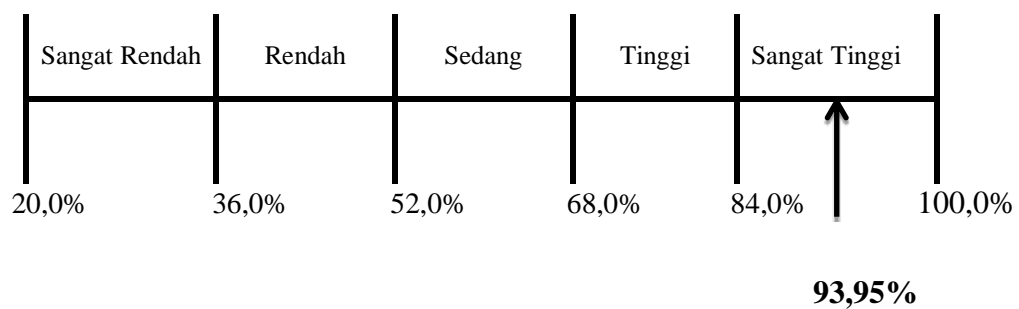 Sangat Rendah Rendah Sedang Tinggi Sangat Tinggi
20,0% 36,0% 52,0% 68,0% 84,0% 100,0%
93,95%